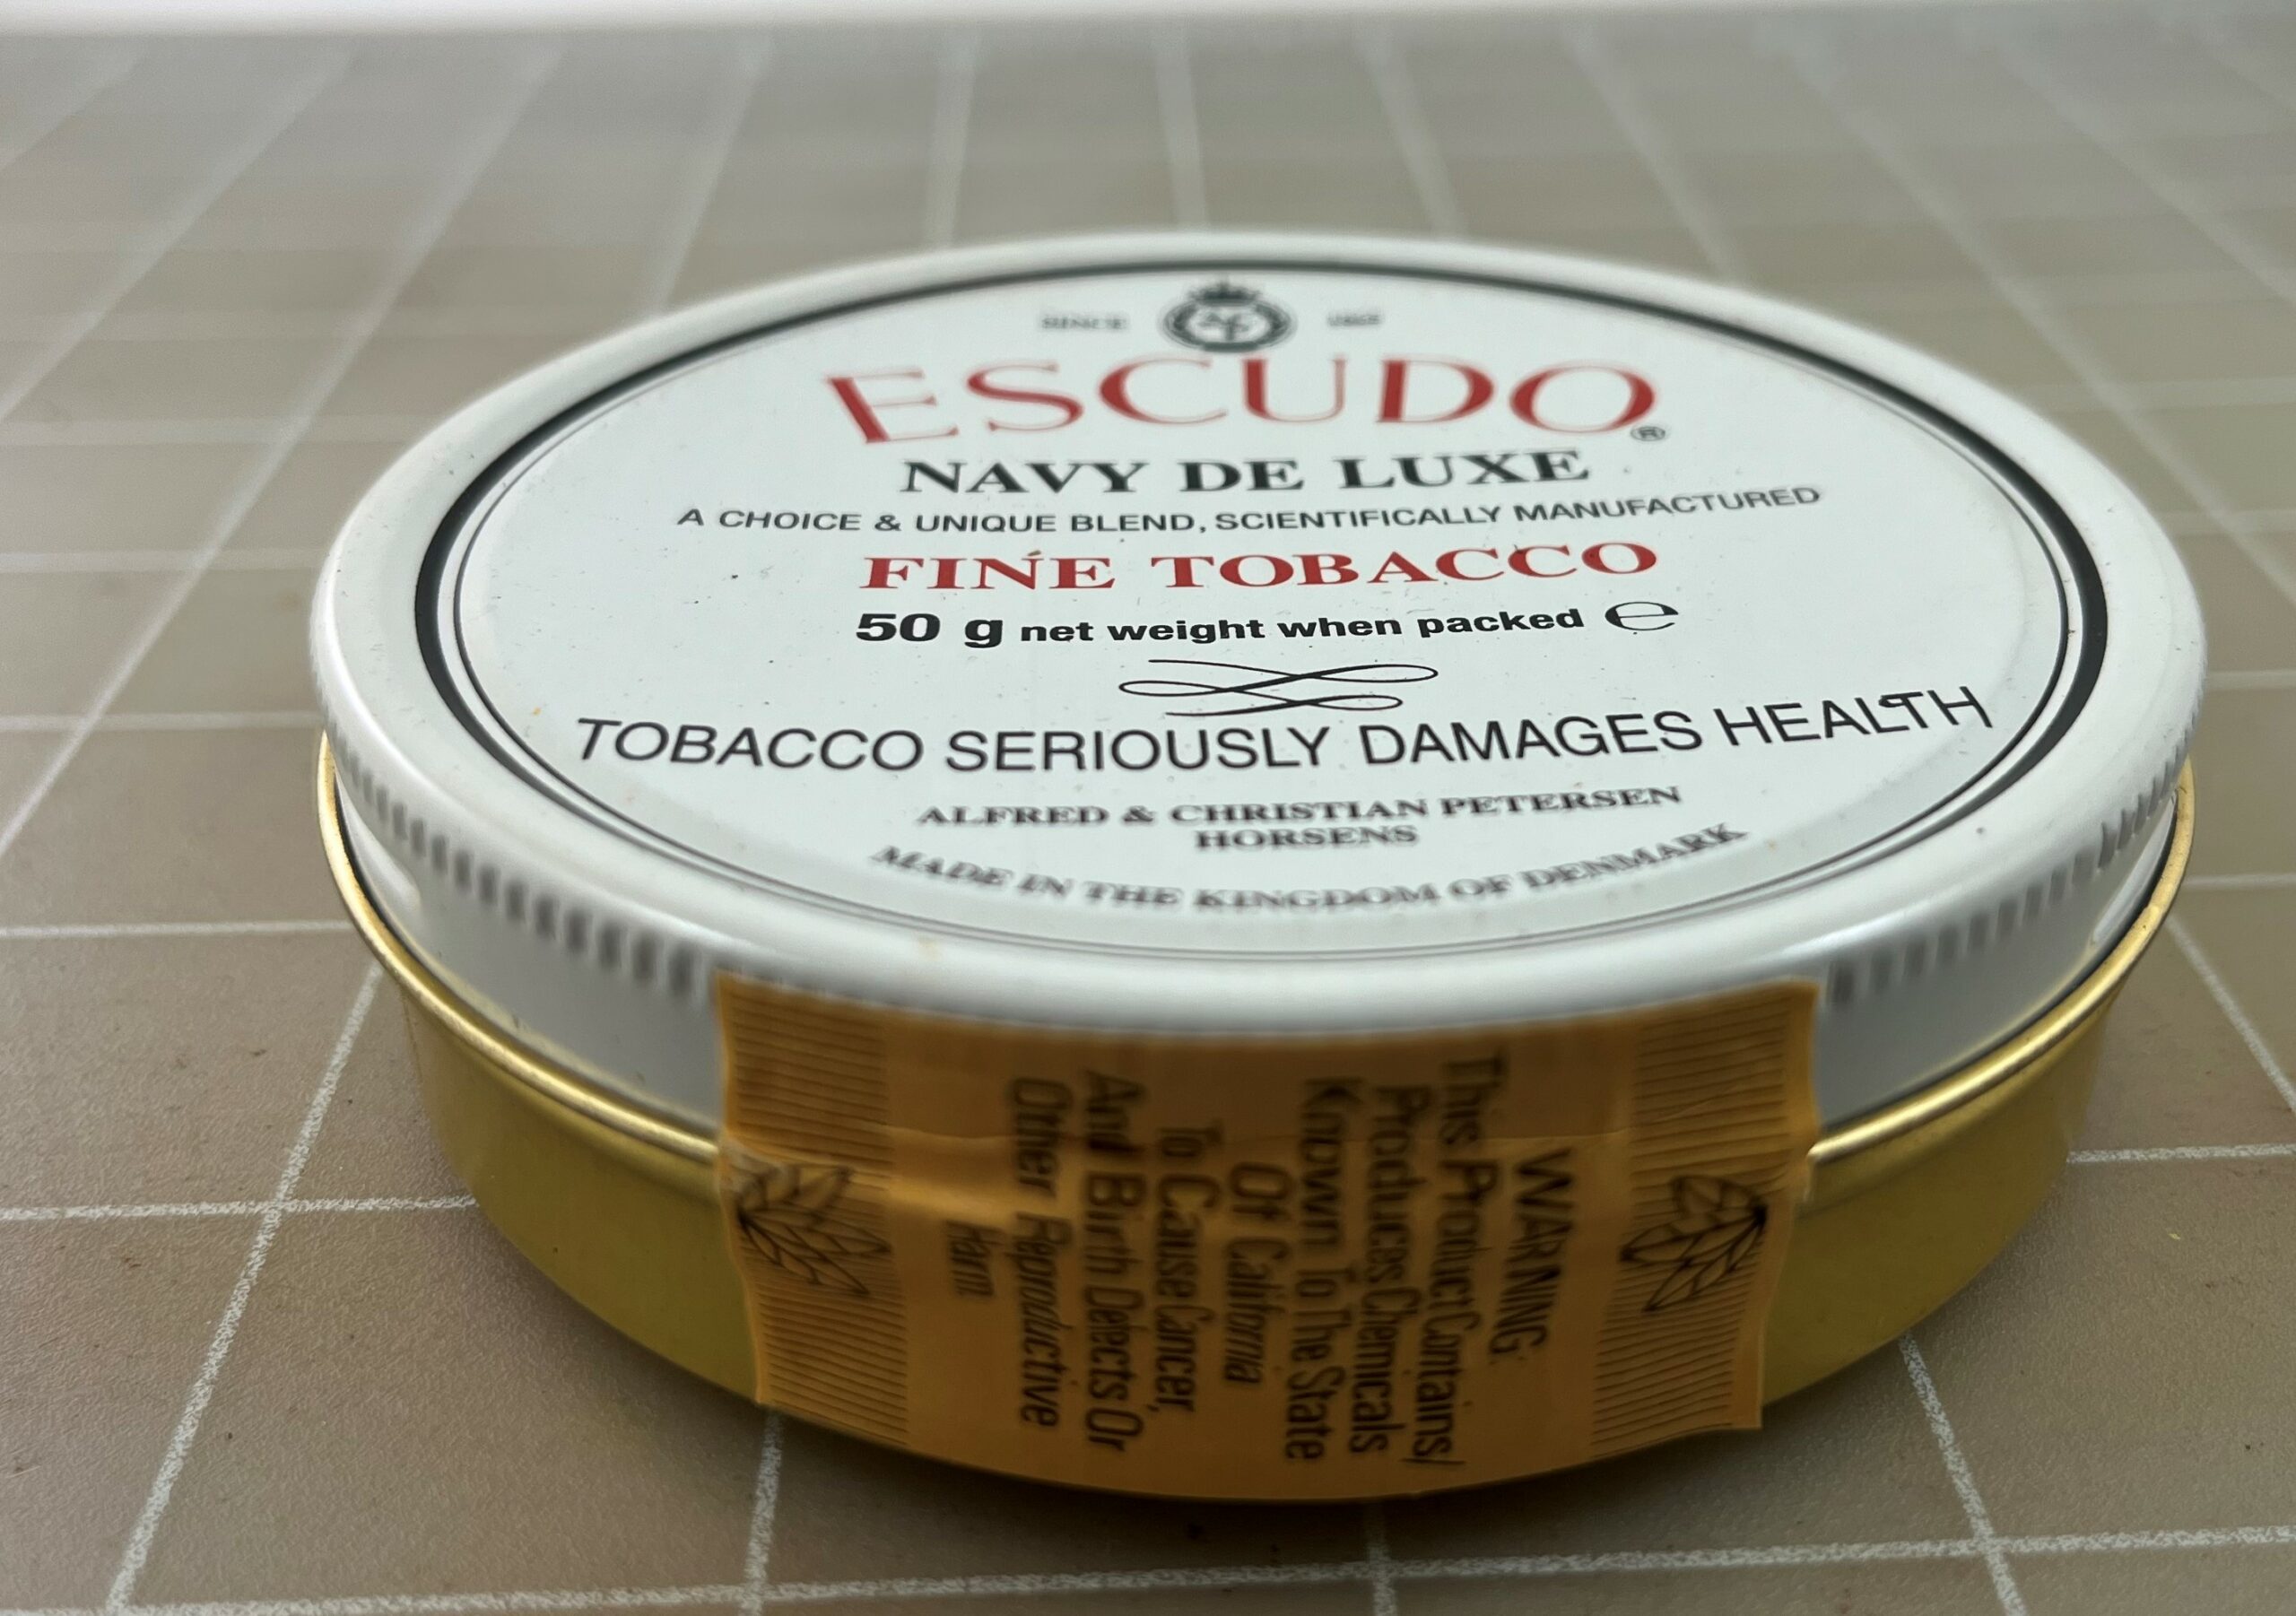 SINCE
ESCUDO®
NAVY DE LUXE
A CHOICE & UNIQUE BLEND, SCIENTIFICALLY MANUFACTURED
FINE TOBACCO
50 g net weight when packed ℮
TOBACCO SERIOUSLY DAMAGES HEALTH
ALFRED & CHRISTIAN PETERSEN
HORSENS
MADE IN THE KINGDOM OF DENMARK
WARNING:
This Product Contains/
Produces Chemicals
Known To The State
Of California
To Cause Cancer,
And Birth Defects Or
Other Reproductive
Harm